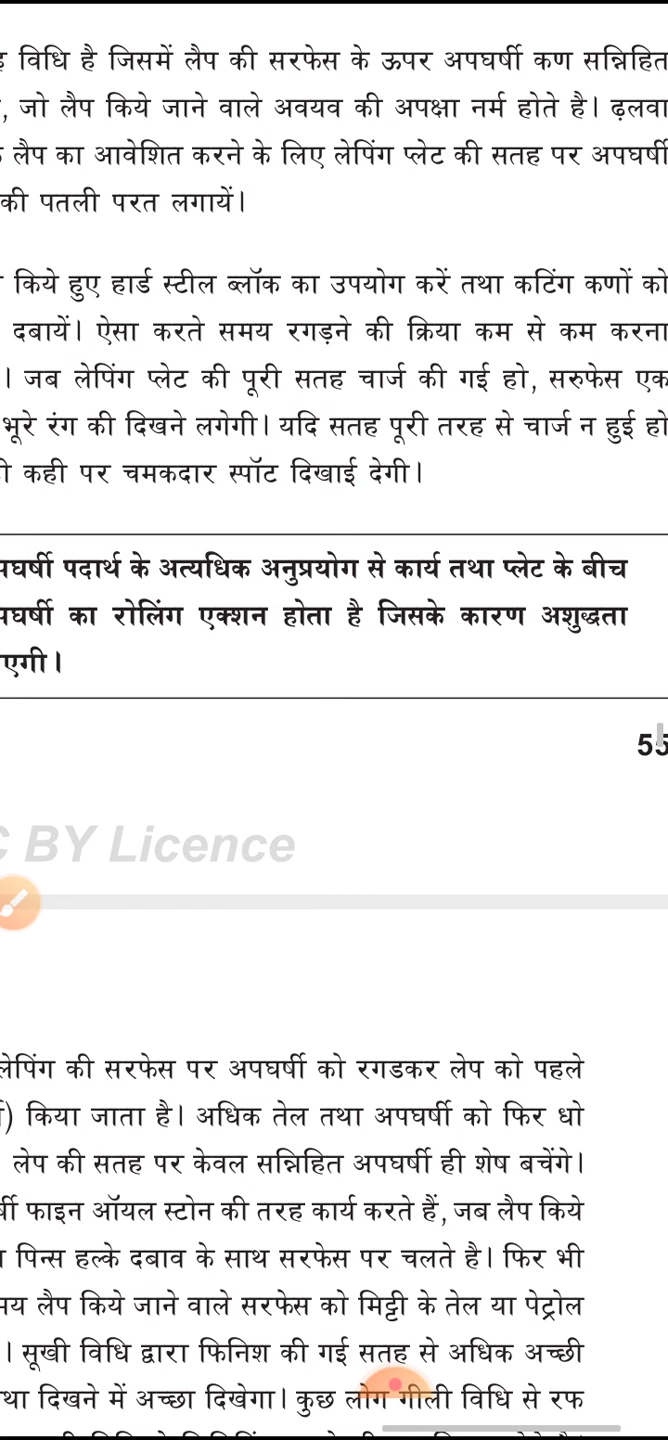 विधि है जिसमें लैप की सरफेस के ऊपर अपघर्षी कण सन्निहित
, जो लैप किये जाने वाले अवयव की अपक्षा नर्म होते है। ढ़लवा
लैप का आवेशित करने के लिए लेपिंग प्लेट की सतह पर अपघर्षी
की पतली परत लगायें।
किये हुए हार्ड स्टील ब्लॉक का उपयोग करें तथा कटिंग कणों को
दबायें। ऐसा करते समय रगड़ने की क्रिया कम से कम करना
। जब लेपिंग प्लेट की पूरी सतह चार्ज की गई हो, सरुफेस एक
भूरे रंग की दिखने लगेगी। यदि सतह पूरी तरह से चार्ज न हुई हो
कही पर चमकदार स्पॉट दिखाई देगी।
पघर्षी पदार्थ के अत्यधिक अनुप्रयोग से कार्य तथा प्लेट के बीच
पघर्षी का रोलिंग एक्शन होता है जिसके कारण अशुद्धता
एगी।
55
BY Licence
लेपिंग की सरफेस पर अपघर्षी को रगडकर लेप को पहले
) किया जाता है। अधिक तेल तथा अपघर्षी को फिर धो
लेप की सतह पर केवल सन्निहित अपघर्षी ही शेष बचेंगे।
र्षी फाइन ऑयल स्टोन की तरह कार्य करते हैं, जब लैप किये
पिन्स हल्के दबाव के साथ सरफेस पर चलते है। फिर भी
मय लैप किये जाने वाले सरफेस को मिट्टी के तेल या पेट्रोल
। सूखी विधि द्वारा फिनिश की गई सतह से अधिक अच्छी
था दिखने में अच्छा दिखेगा। कुछ लोग गीली विधि से रफ